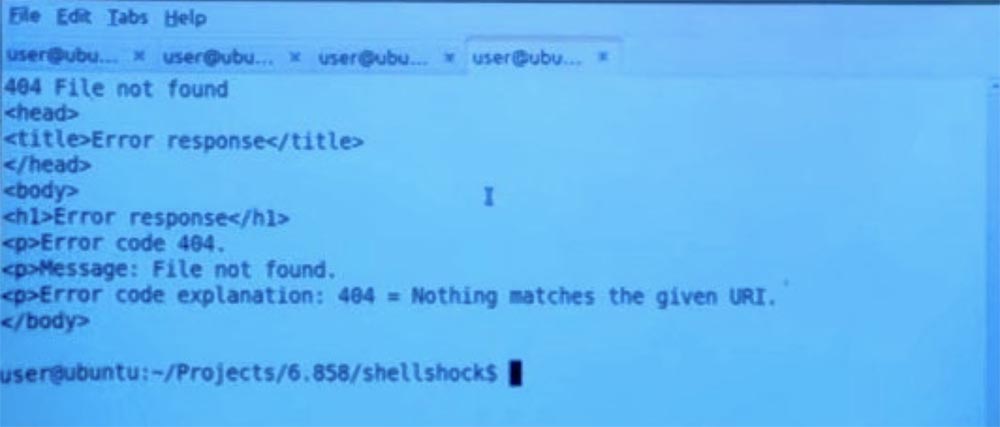 File Edit Tabs Help
user@ubu... × user@ubu... × user@ubu... × user@ubu... ×
404 File not found
<head>
<title>Error response</title>
</head>
<body>
<h1>Error response</h1>
<p>Error code 404.
<p>Message: File not found.
<p>Error code explanation: 404 = Nothing matches the given URI.
</body>
user@ubuntu:~/Projects/6.858/shellshock$